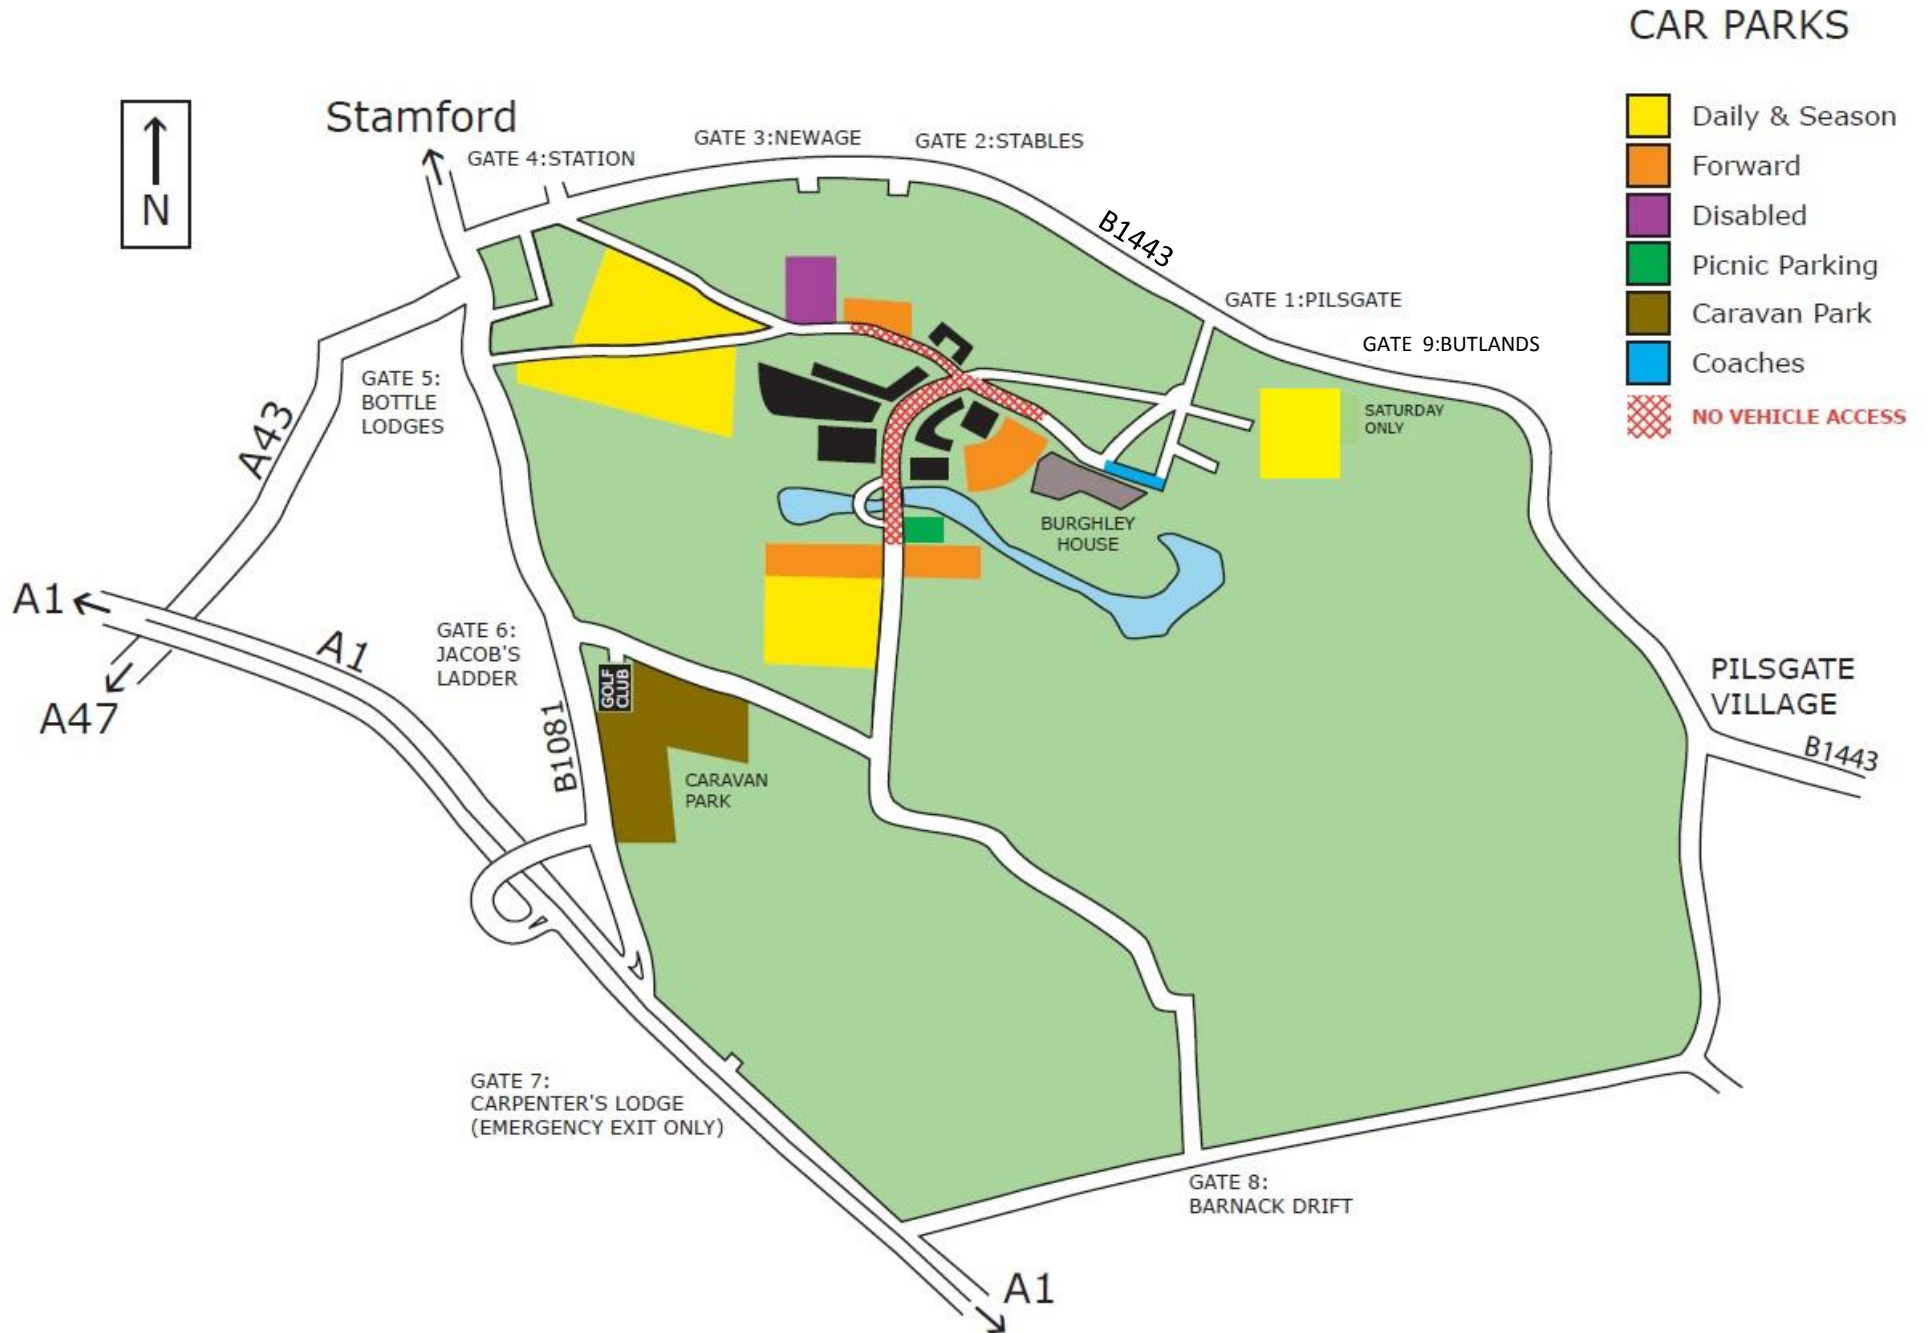 CAR PARKS
Daily & Season
Forward
Disabled
Picnic Parking
Caravan Park
Coaches
NO VEHICLE ACCESS
N
Stamford
GATE 4:STATION
GATE 3:NEWAGE
GATE 2:STABLES
B1443
GATE 1:PILSGATE
GATE 9:BUTLANDS
SATURDAY
ONLY
GATE 5:
BOTTLE
LODGES
A43
BURGHLEY
HOUSE
A1
A1
A47
GATE 6:
JACOB'S
LADDER
GOLF
CLUB
B1081
CARAVAN
PARK
PILSGATE
VILLAGE
B1443
GATE 7:
CARPENTER'S LODGE
(EMERGENCY EXIT ONLY)
GATE 8:
BARNACK DRIFT
A1